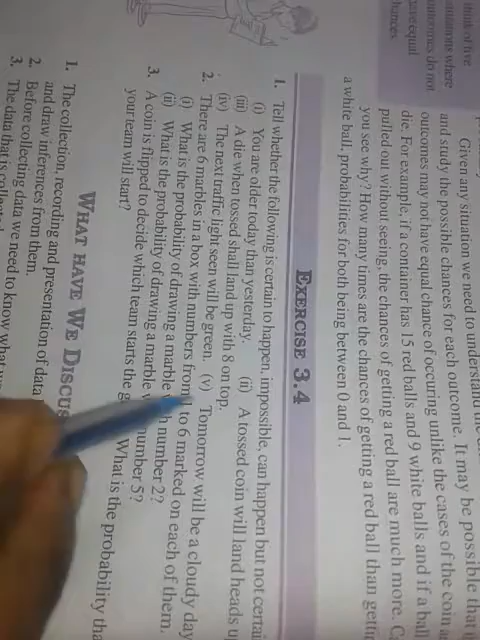 think of five
situations where
outcomes do not
have equal
chances.
Given any situation we need to understand the
and study the possible chances for each outcome. It may be possible that
outcomes may not have equal chance of occuring unlike the cases of the coin
die. For example, if a container has 15 red balls and 9 white balls and if a ball
pulled out without seeing, the chances of getting a red ball are much more. C
you see why? How many times are the chances of getting a red ball than getti
a white ball, probabilities for both being between 0 and 1.
EXERCISE 3.4
1. Tell whether the following is certain to happen, impossible, can happen but not certai
(i) You are older today than yesterday. (ii) A tossed coin will land heads u
(iii) A die when tossed shall land up with 8 on top.
(iv) The next traffic light seen will be green. (v) Tomorrow will be a cloudy day
2. There are 6 marbles in a box with numbers from to 6 marked on each of them.
(i) What is the probability of drawing a marble number 2?
(ii) What is the probability of drawing a marble number 5?
3. A coin is flipped to decide which team starts the What is the probability tha
your team will start?
WHAT HAVE WE DISCUS
1. The collection, recording and presentation of data
and draw inferences from them.
2. Before collecting data we need to know what
3. The data that is